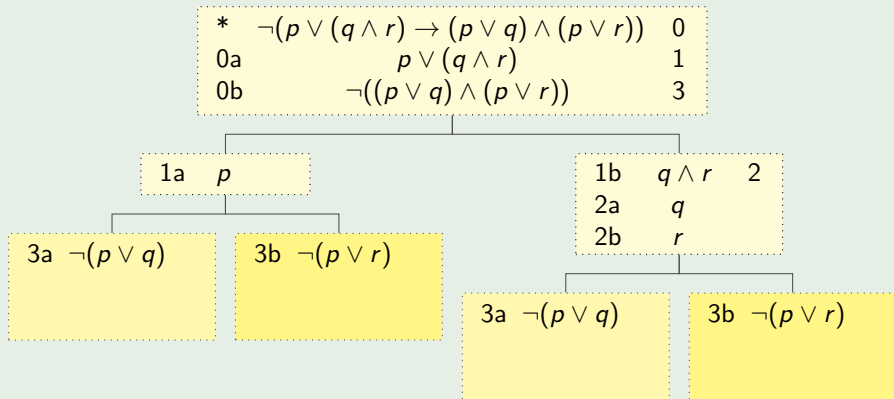 * ¬(p ∨ (q ∧ r) → (p ∨ q) ∧ (p ∨ r)) 0
0a p ∨ (q ∧ r) 1
0b ¬((p ∨ q) ∧ (p ∨ r)) 3
1a p
1b q ∧ r 2
2a q
2b r
3a ¬(p ∨ q)
3b ¬(p ∨ r)
3a ¬(p ∨ q)
3b ¬(p ∨ r)